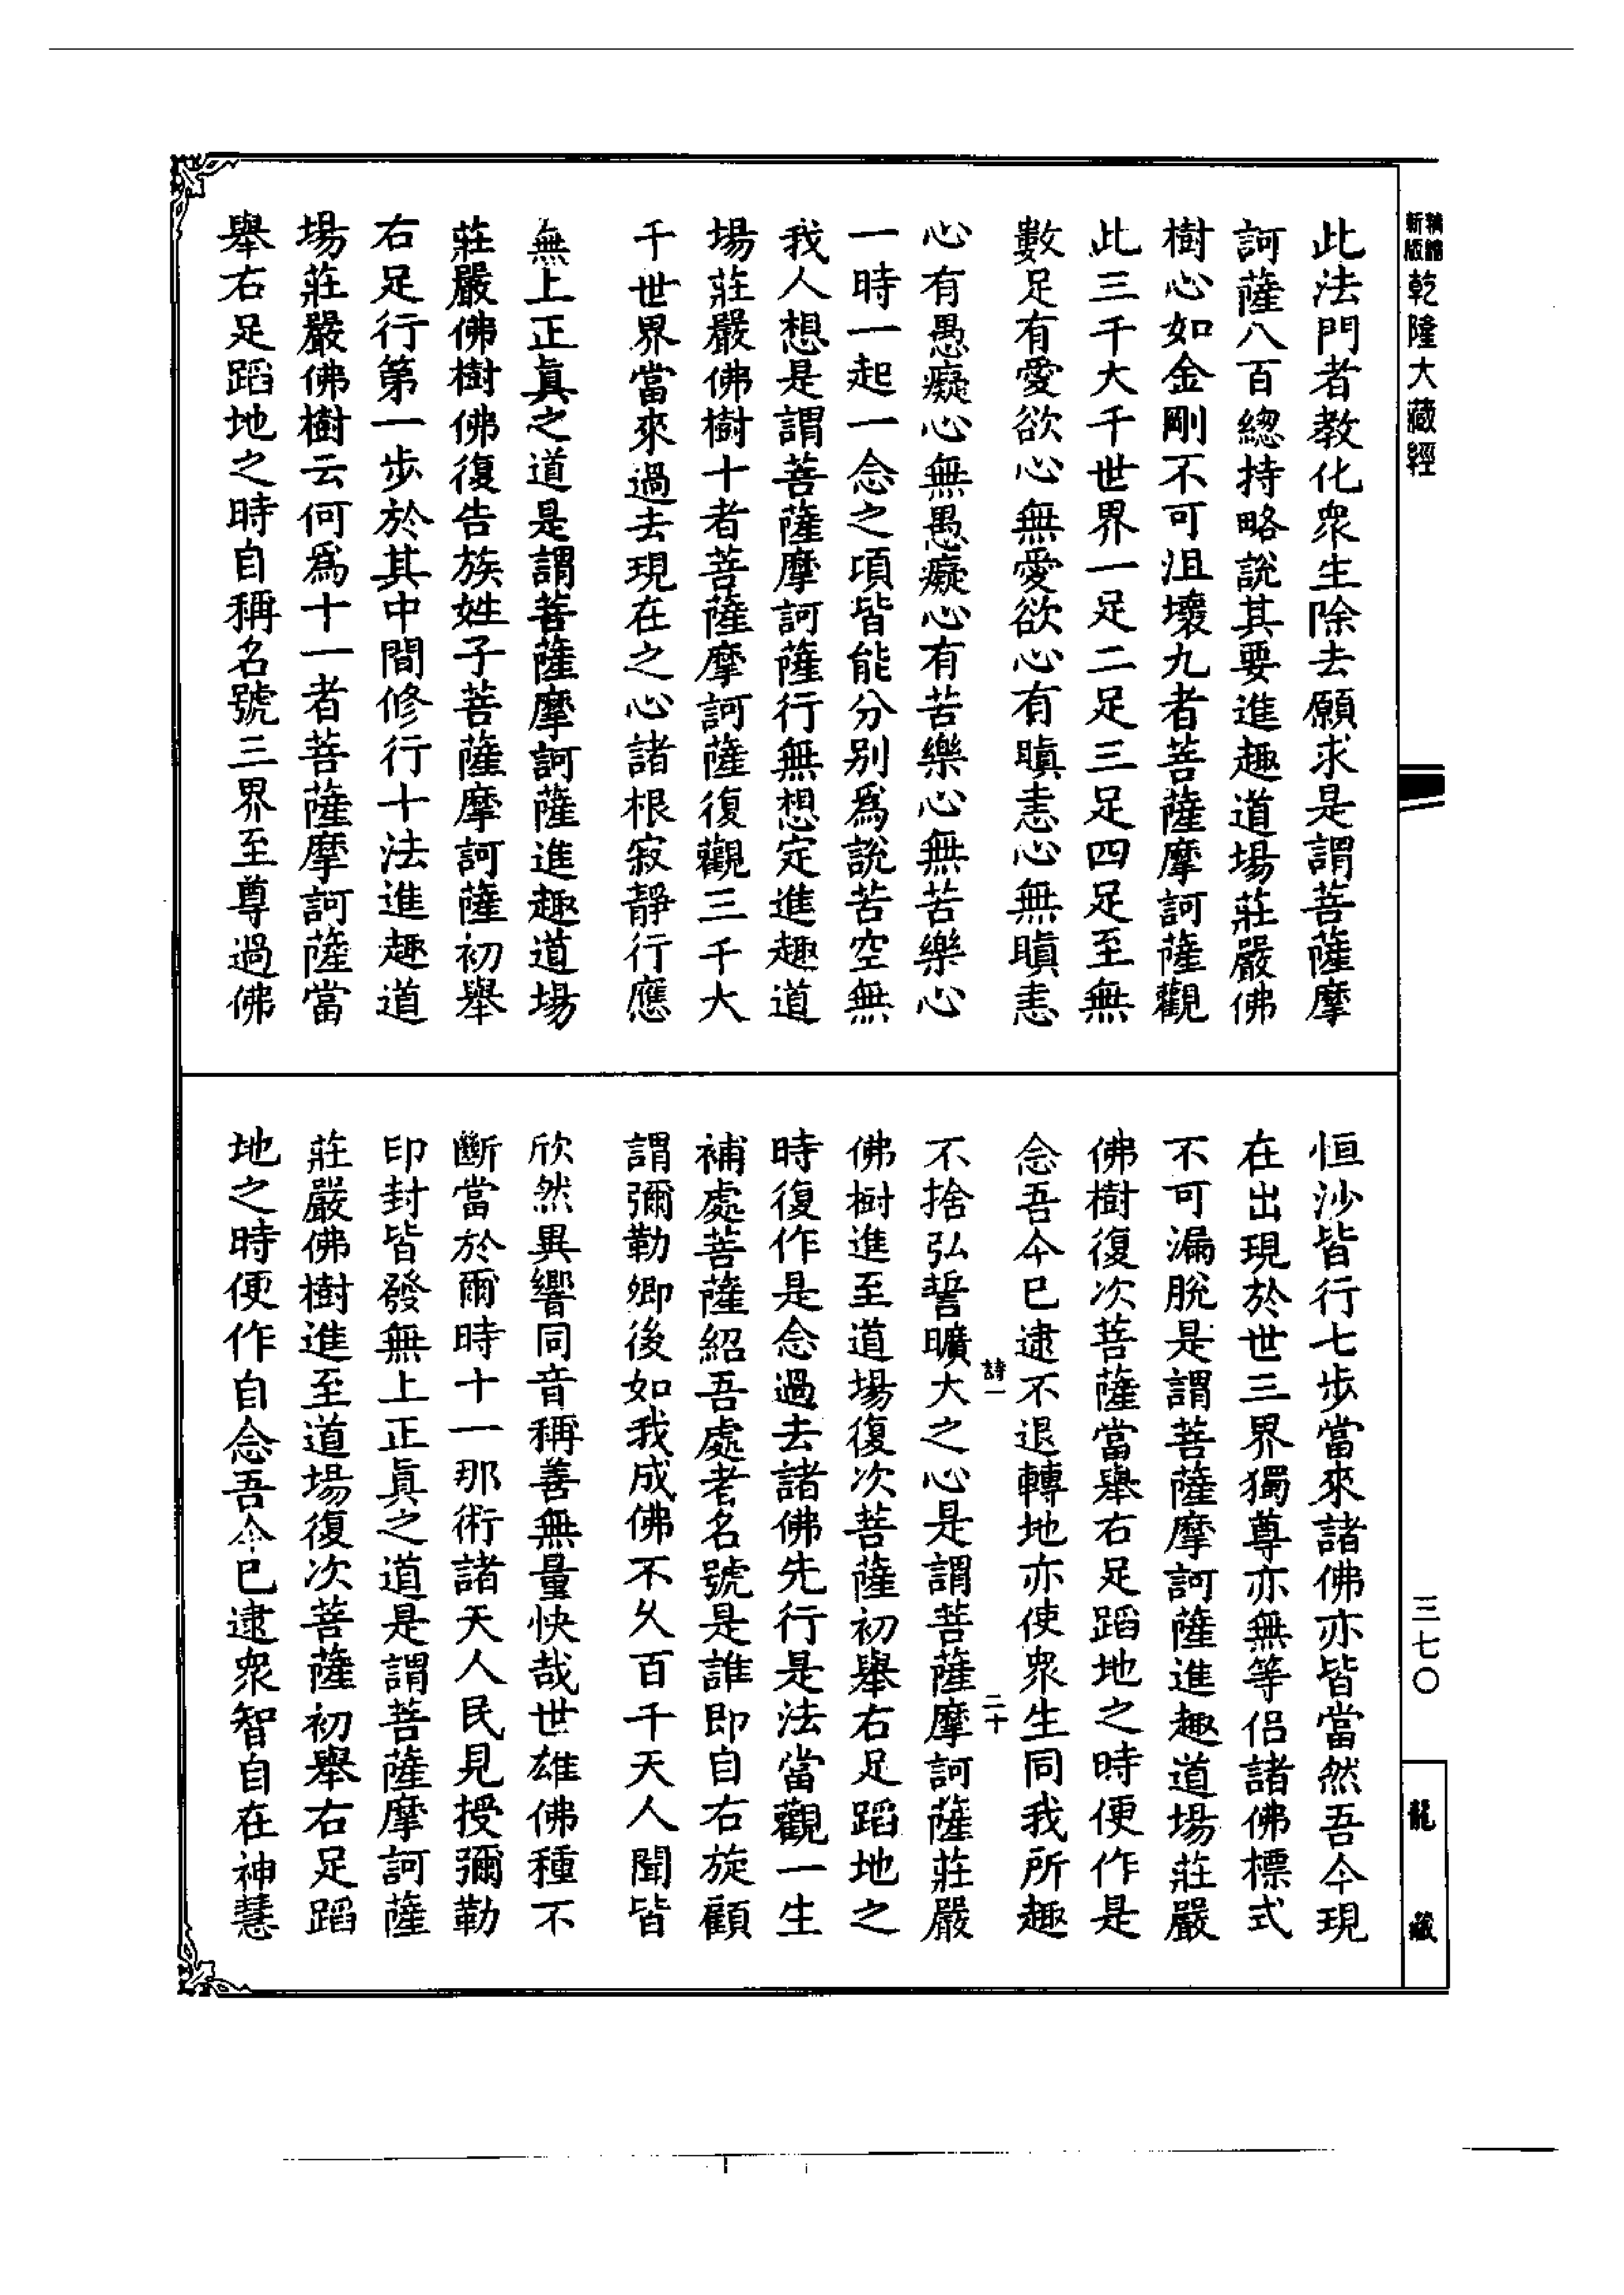 精體新版乾隆大藏經
此法門者教化衆生除去願求是謂菩薩摩
訶薩八百緫持略說其要進趣道場莊嚴佛
樹心如金剛不可沮壞九者菩薩摩訶薩觀
此三千大千世界一足二足三足四足至無
數足有愛欲心無愛欲心有瞋恚心無瞋恚
心有愚癡心無愚癡心有苦樂心無苦樂心
一時一起一念之頃皆能分別爲說苦空無
我人想是謂菩薩摩訶薩行無想定進趣道
場莊嚴佛樹十者菩薩摩訶薩復觀三千大
千世界當來過去現在之心諸根寂靜行應
無上正眞之道是謂菩薩摩訶薩進趣道場
莊嚴佛樹佛復告族姓子菩薩摩訶薩初舉
右足行第一步於其中間修行十法進趣道
場莊嚴佛樹云何爲十一者菩薩摩訶薩當
舉右足蹈地之時自稱名號三界至尊過佛
恒沙皆行七步當來諸佛亦皆當然吾今現
在出現於世三界獨尊亦無等侣諸佛標式
不可漏脫是謂菩薩摩訶薩進趣道場莊嚴
佛樹復次菩薩當舉右足蹈地之時便作是
念吾今已逮不退轉地亦使衆生同我所趣
詩一 二十
不捨弘誓曠大之心是謂菩薩摩訶薩莊嚴
佛樹進至道場復次菩薩初舉右足蹈地之
時復作是念過去諸佛先行是法當觀一生
補處菩薩紹吾處者名號是誰即自右旋顧
謂彌勒卿後如我成佛不久百千天人聞皆
欣然異響同音稱善無量快哉世雄佛種不
斷當於爾時十一那術諸天人民見授彌勒
印封皆發無上正眞之道是謂菩薩摩訶薩
莊嚴佛樹進至道場復次菩薩初舉右足蹈
地之時便作自念吾今已逮衆智自在神慧
三七〇
龍藏